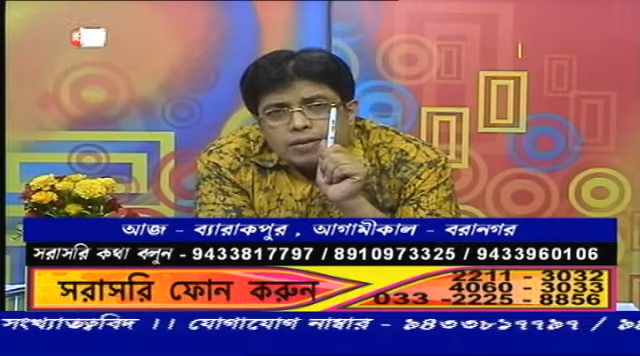 আজ - ব্যারাকপুর , আগামীকাল - বরানগর
সরাসরি কথা বলুন - 9433817797 / 8910973325 / 9433960106
সরাসরি ফোন করুন
2211 - 3032
4060 - 3033
033 -2225 - 8856
সংখ্যাতত্ত্ববিদ ।। যোগাযোগ নাম্বার - ৯৪৩৩৮১৭৭৯৭ /